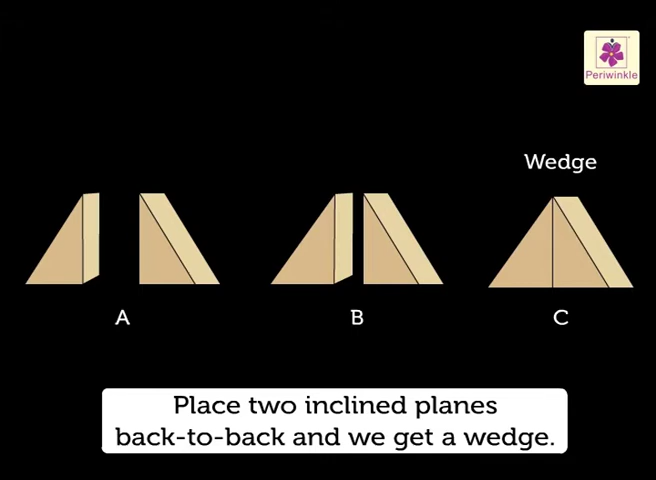 Periwinkle
Wedge
A
B
C
Place two inclined planes
back-to-back and we get a wedge.